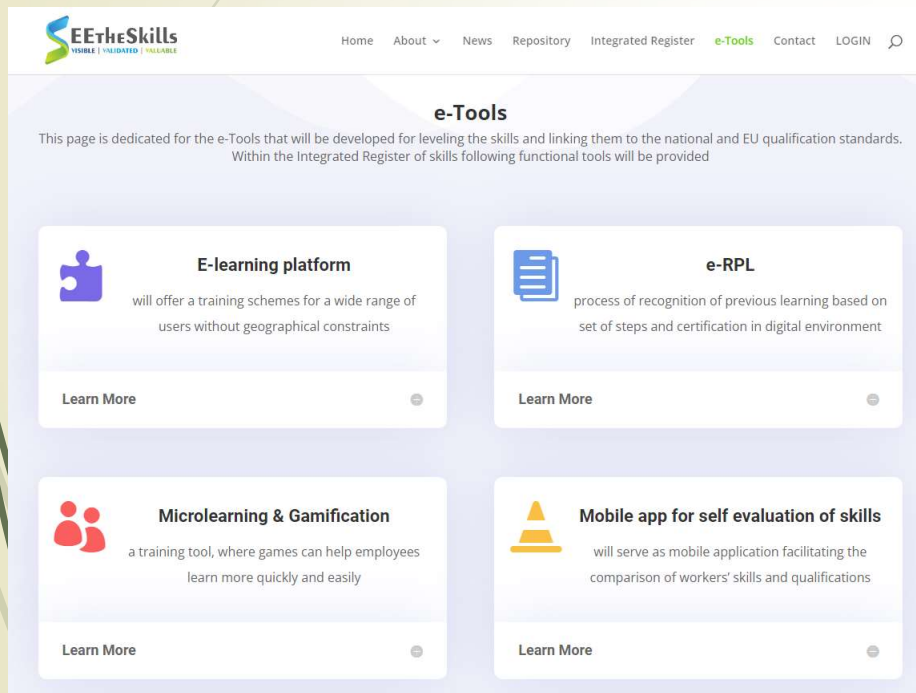 SEETHESkills
VISIBLE | VALIDATED | VALUABLE
Home About News Repository Integrated Register e-Tools Contact LOGIN
e-Tools
This page is dedicated for the e-Tools that will be developed for leveling the skills and linking them to the national and EU qualification standards.
Within the Integrated Register of skills following functional tools will be provided
E-learning platform
will offer a training schemes for a wide range of
users without geographical constraints
Learn More
e-RPL
process of recognition of previous learning based on
set of steps and certification in digital environment
Learn More
Microlearning & Gamification
a training tool, where games can help employees
learn more quickly and easily
Learn More
Mobile app for self evaluation of skills
will serve as mobile application facilitating the
comparison of workers' skills and qualifications
Learn More